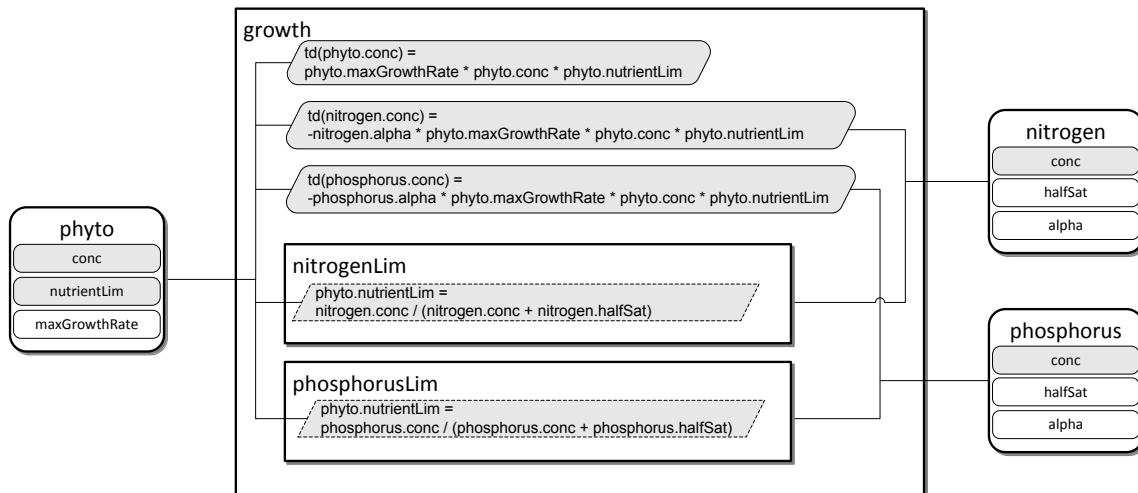 growth
td(phyto.conc) =
phyto.maxGrowthRate * phyto.conc * phyto.nutrientLim
td(nitrogen.conc) =
-nitrogen.alpha * phyto.maxGrowthRate * phyto.conc * phyto.nutrientLim
td(phosphorus.conc) =
-phosphorus.alpha * phyto.maxGrowthRate * phyto.conc * phyto.nutrientLim
nitrogenLim
phyto.nutrientLim =
nitrogen.conc / (nitrogen.conc + nitrogen.halfSat)
phosphorusLim
phyto.nutrientLim =
phosphorus.conc / (phosphorus.conc + phosphorus.halfSat)
phyto
conc
nutrientLim
maxGrowthRate
nitrogen
conc
halfSat
alpha
phosphorus
conc
halfSat
alpha